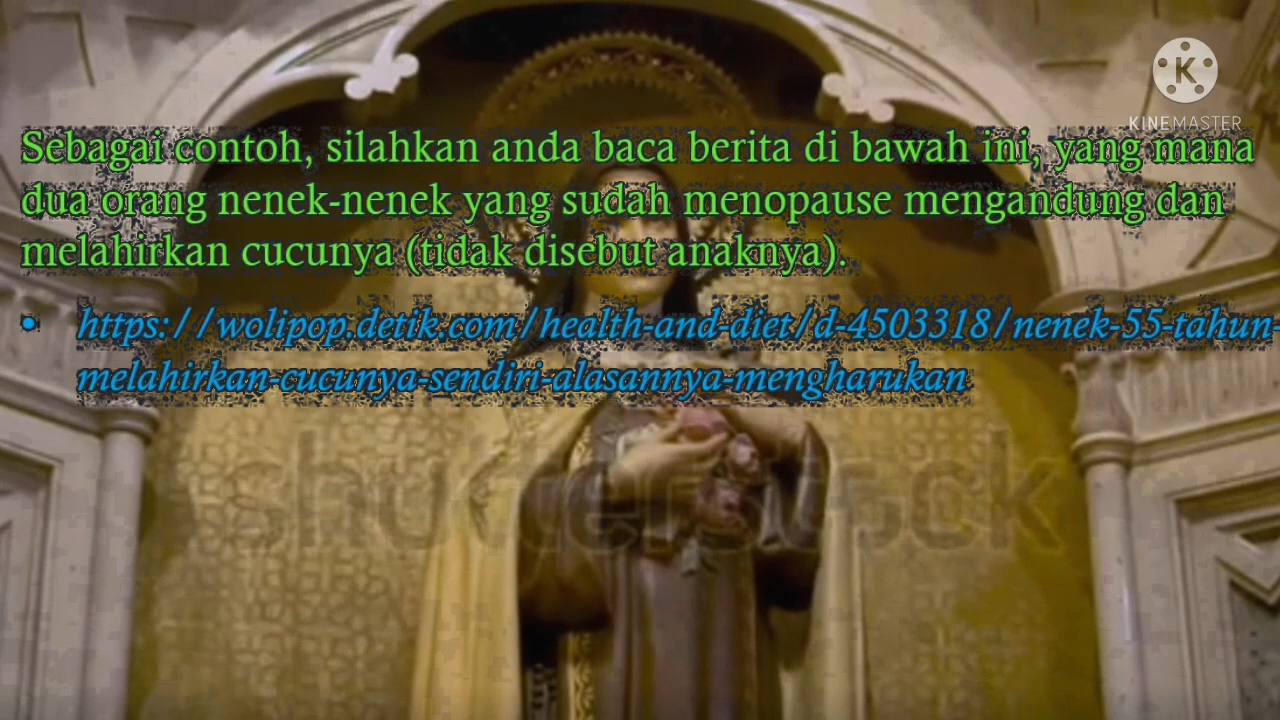 KINEMASTER
Sebagai contoh, silahkan anda baca berita di bawah ini, yang mana
dua orang nenek-nenek yang sudah menopause mengandung dan
melahirkan cucunya (tidak disebut anaknya).
• https://wolipop.detik.com/health-and-diet/d-4503318/nenek-55-tahun-
melahirkan-cucunya-sendiri-alasannya-mengharukan
shutterstock